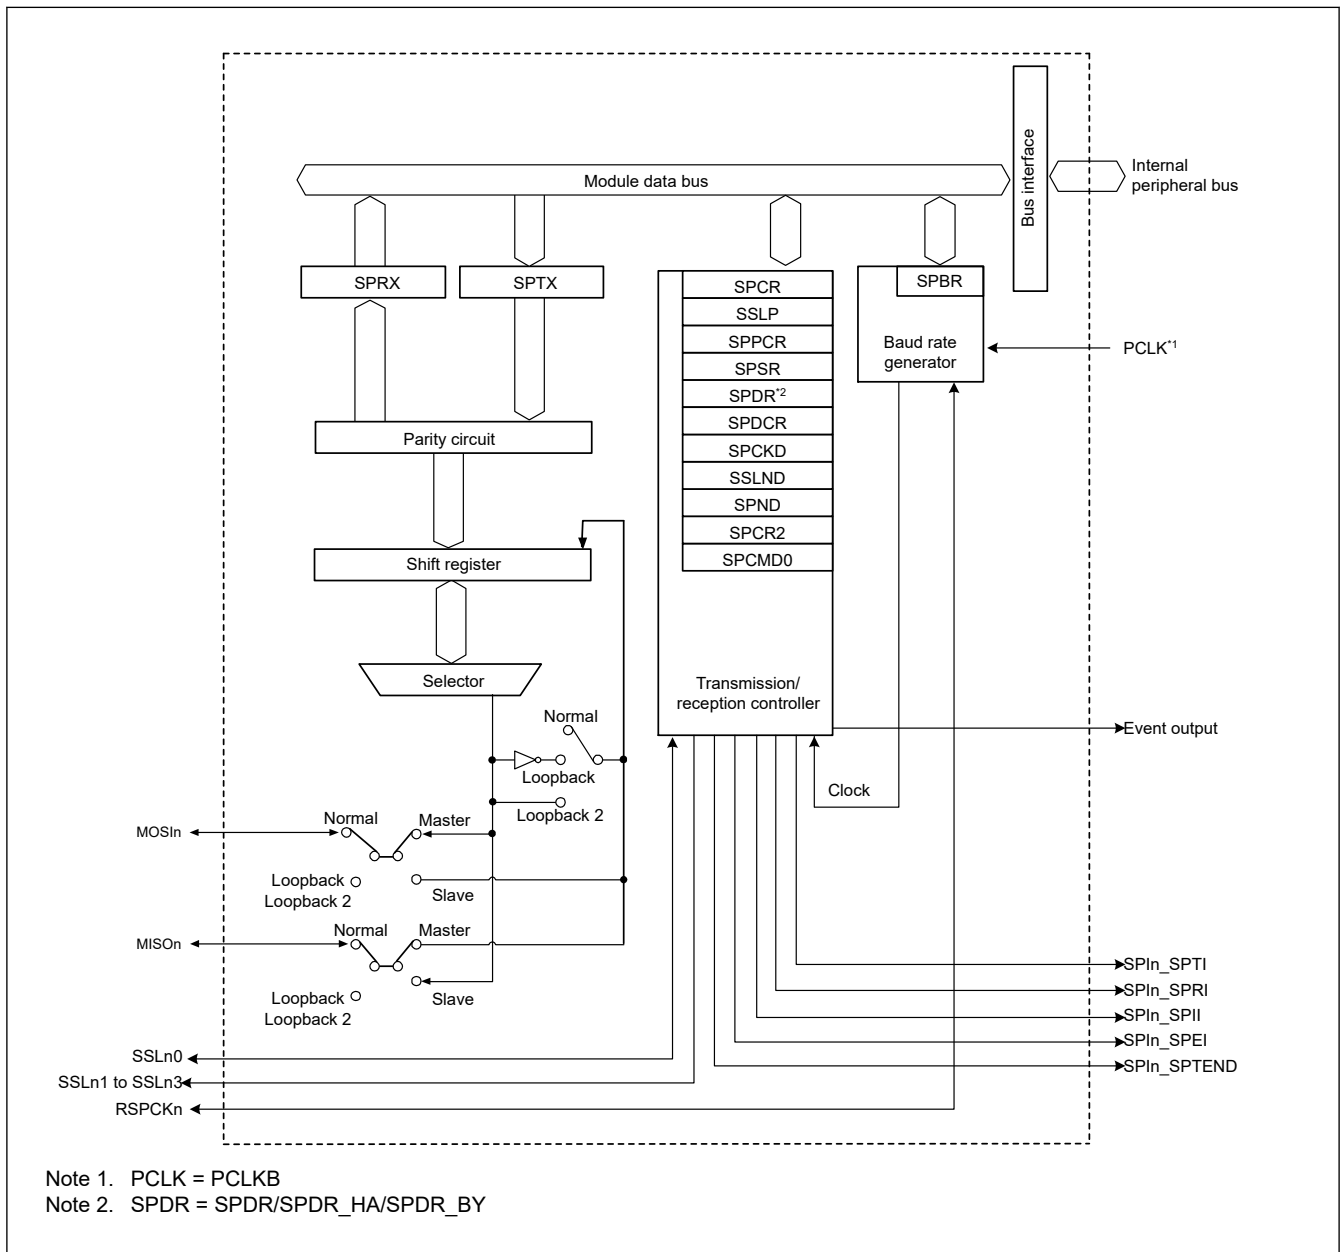 Bus interface
Internal
peripheral bus
Module data bus
SPRX
SPTX
SPCR
SSLP
SPPCR
SPSR
SPDR*2
SPDCR
SPCKD
SSLND
SPND
SPCR2
SPCMD0
Transmission/
reception controller
SPBR
Baud rate
generator
PCLK*1
Parity circuit
Shift register
Selector
Normal
Loopback
Loopback 2
Event output
Clock
MOSIn
Normal
Master
Loopback
Loopback 2
Slave
MISOn
Normal
Master
Loopback
Loopback 2
Slave
SPIn_SPTI
SPIn_SPRI
SPIn_SPII
SPIn_SPEI
SPIn_SPTEND
SSLn0
SSLn1 to SSLn3
RSPCKn
Note 1. PCLK = PCLKB
Note 2. SPDR = SPDR/SPDR_HA/SPDR_BY